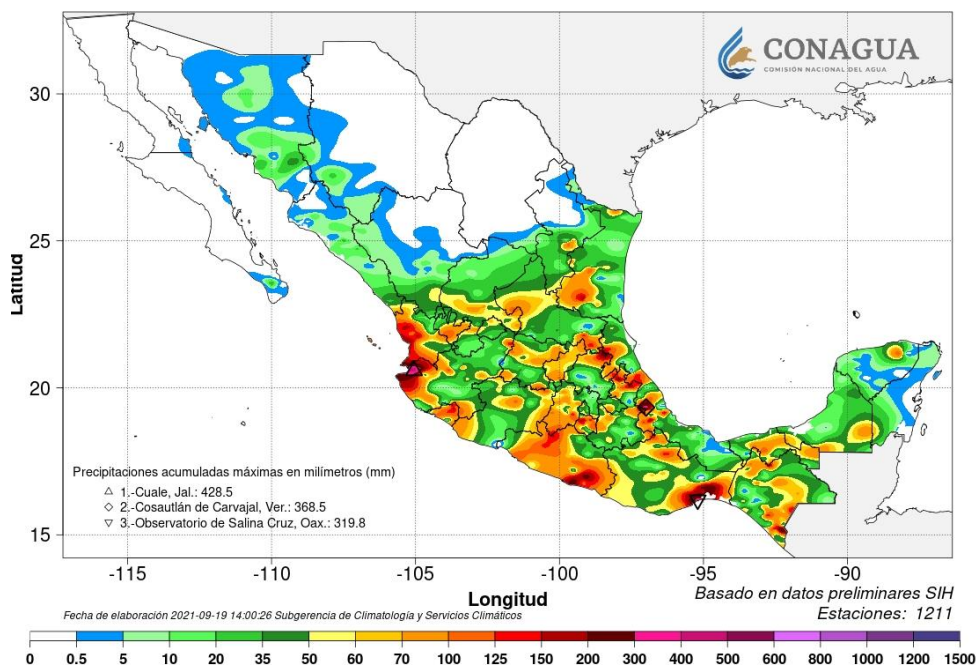 CONAGUA
COMISIÓN NACIONAL DEL AGUA
30
25
20
15
Latitud
Precipitaciones acumuladas máximas en milímetros (mm)
1.-Cuale, Jal.: 428.5
2.-Cosautlán de Carvajal, Ver.: 368.5
3.-Observatorio de Salina Cruz, Oax.: 319.8
-115 -110 -105 -100 -95 -90
Longitud
Basado en datos preliminares SIH
Fecha de elaboración 2021-09-19 14:00:26 Subgerencia de Climatología y Servicios Climáticos
Estaciones: 1211
0 0.5 5 10 20 35 50 60 70 100 125 150 200 300 400 500 600 800 1000 1200 1500